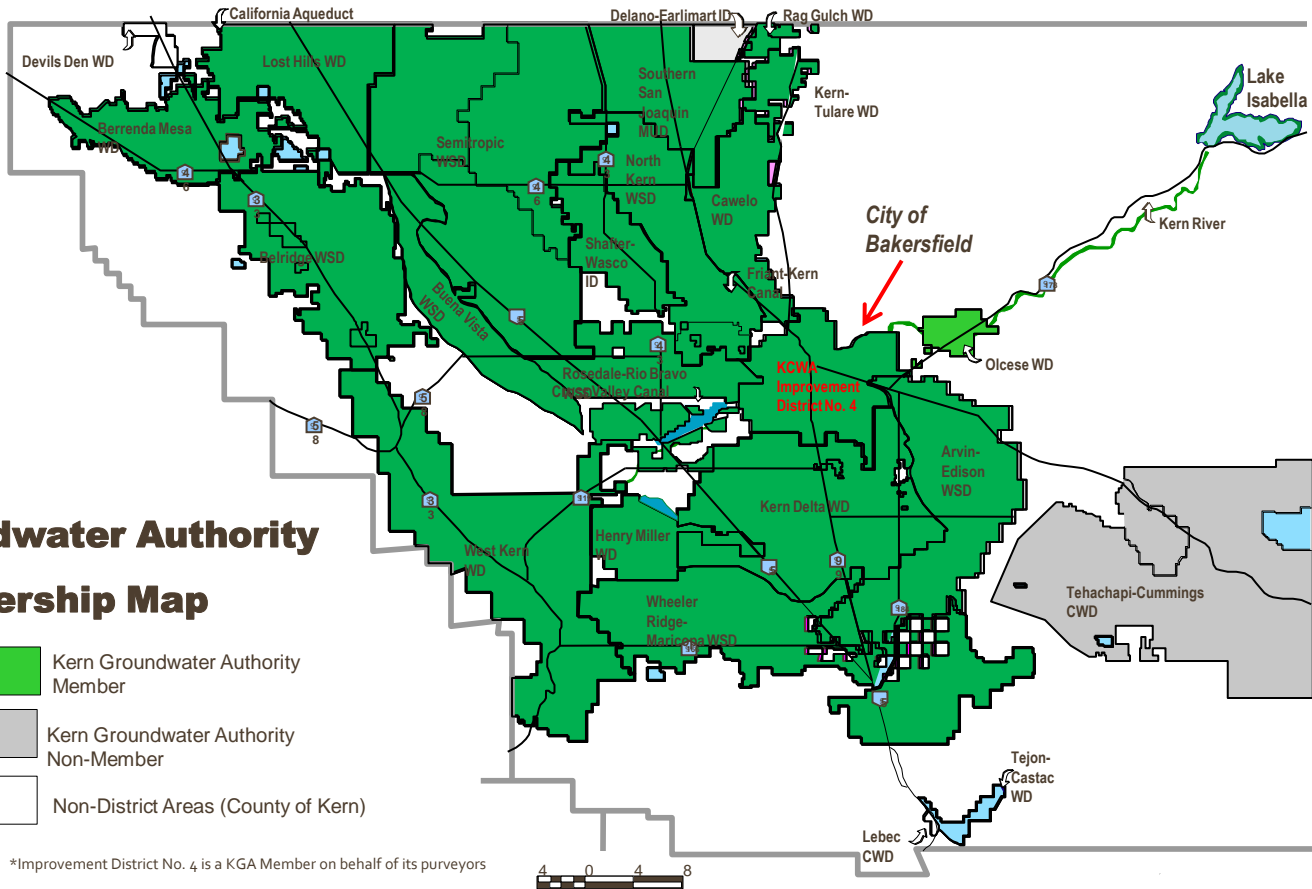 California Aqueduct
Delano-Earlimart ID
Rag Gulch WD
Devils Den WD
Lost Hills WD
Southern
San
Joaquin
MUD
Kern-
Tulare WD
Lake
Isabella
Berrenda Mesa
WD
Semitropic
WSD
North
Kern
WSD
Cawelo
WD
City of
Bakersfield
Kern River
Belridge WSD
Shafter-
Wasco
ID
Friant-Kern
Canal
Buena Vista
WSD
Olcese WD
Rosedale-Rio Bravo
WSD
Cross Valley Canal
KCWA
Improvement
District No. 4
Arvin-
Edison
WSD
Kern Delta WD
Henry Miller
WD
West Kern
WD
Tehachapi-Cummings
CWD
Wheeler
Ridge-
Maricopa WSD
Tejon-
Castac
WD
Lebec
CWD
dwater Authority
ership Map
Kern Groundwater Authority
Member
Kern Groundwater Authority
Non-Member
Non-District Areas (County of Kern)
*Improvement District No. 4 is a KGA Member on behalf of its purveyors
4 0 4 8